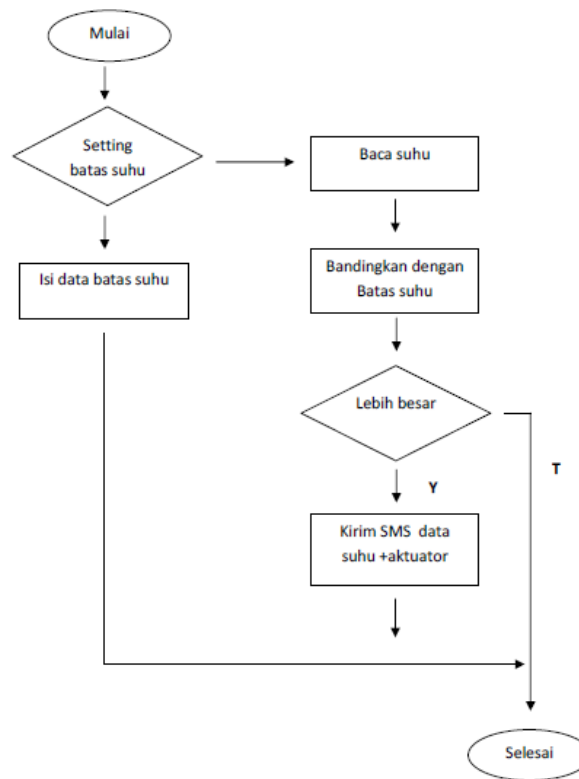 Mulai
Setting
batas suhu
Baca suhu
Isi data batas suhu
Bandingkan dengan
Batas suhu
Lebih besar
T
Y
Kirim SMS data
suhu +aktuator
Selesai